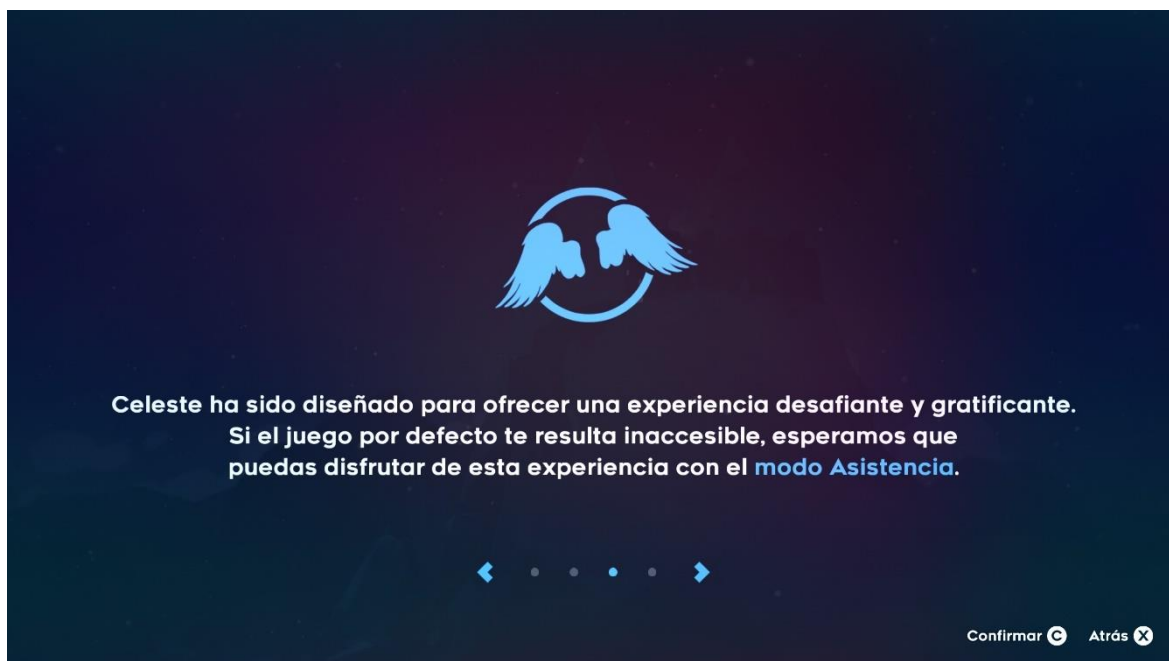 Celeste ha sido diseñado para ofrecer una experiencia desafiante y gratificante.
Si el juego por defecto te resulta inaccesible, esperamos que
puedas disfrutar de esta experiencia con el modo Asistencia.
Confirmar C Atrás X